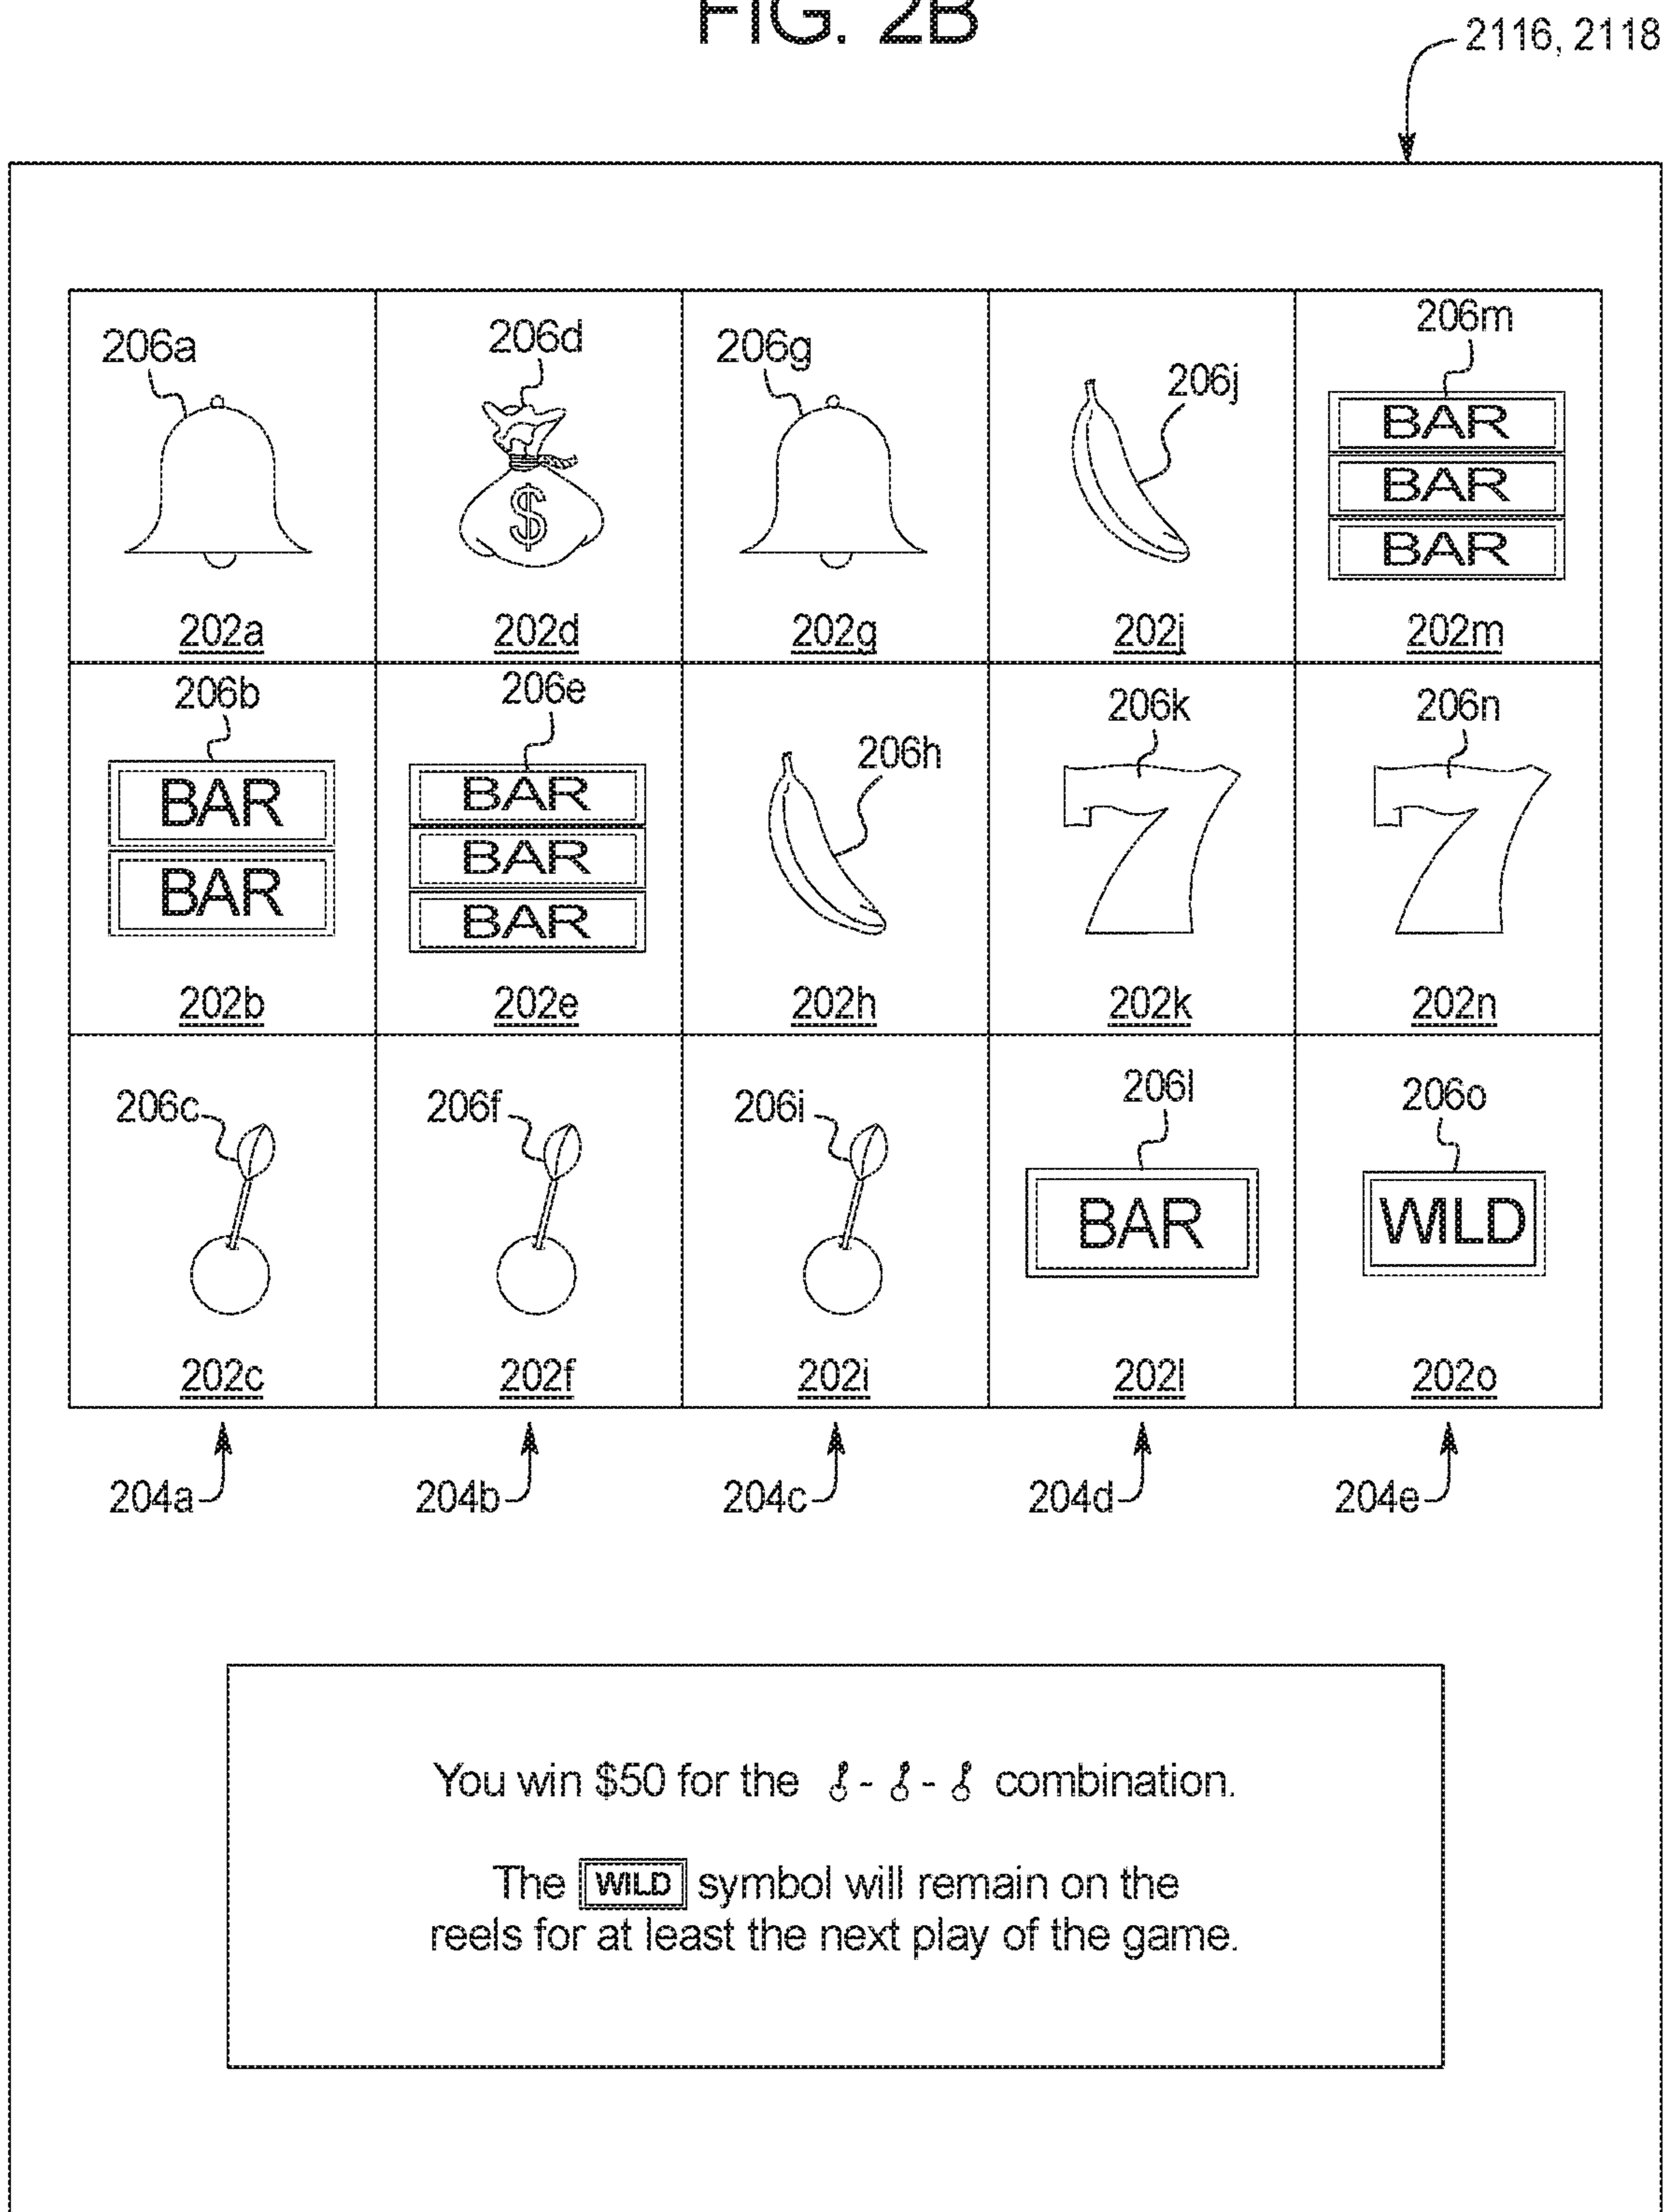 FIG. 2B
2116, 2118
206a 206d 206g 206j 206m
$
BAR
BAR
BAR
202a 202d 202g 202j 202m
206b 206e 206h 206k 206n
BAR BAR 7 7
BAR BAR
BAR
202b 202e 202h 202k 202n
206c 206f 206i 206l 206o
BAR WILD
202c 202f 202i 202l 202o
204a 204b 204c 204d 204e
You win $50 for the - - combination.
The WILD symbol will remain on the
reels for at least the next play of the game.